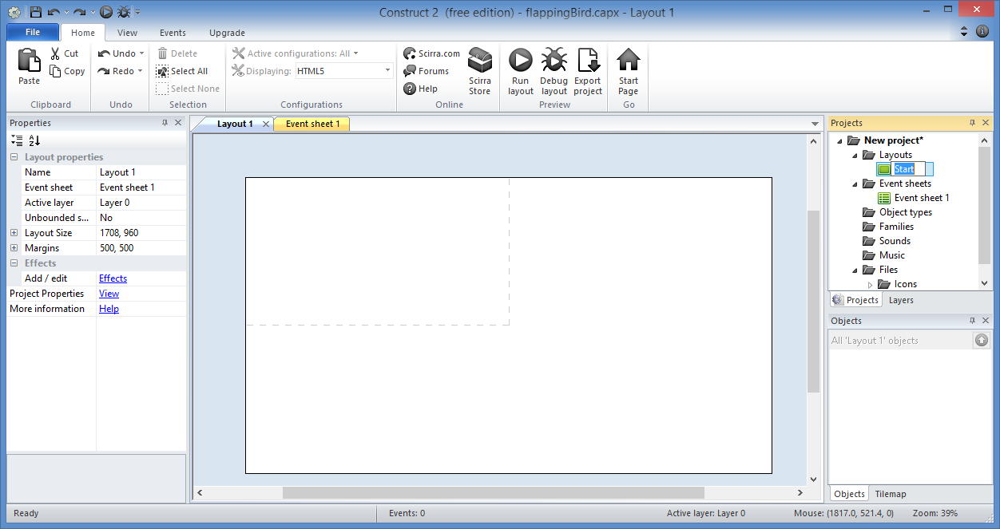 Construct 2 (free edition) - flappingBird.capx - Layout 1
File Home View Events Upgrade
Paste
Cut
Copy
Clipboard
Undo
Redo
Undo
Delete
Select All
Select None
Selection
Active configurations: All
Displaying: HTML5
Configurations
Scirra.com
Forums
Help
Scirra
Store
Online
Run
layout
Debug
layout
Export
project
Preview
Start
Page
Go
Properties
A
Z
Layout properties
Name Layout 1
Event sheet Event sheet 1
Active layer Layer 0
Unbounded s... No
Layout Size 1708, 960
Margins 500, 500
Effects
Add / edit Effects
Project Properties View
More information Help
Layout 1 Event sheet 1
Projects
New project*
Layouts
Start
Event sheets
Event sheet 1
Object types
Families
Sounds
Music
Files
Icons
Projects Layers
Objects
All 'Layout 1' objects
Objects Tilemap
Ready Events: 0 Active layer: Layer 0 Mouse: (1817.0, 521.4, 0) Zoom: 39%